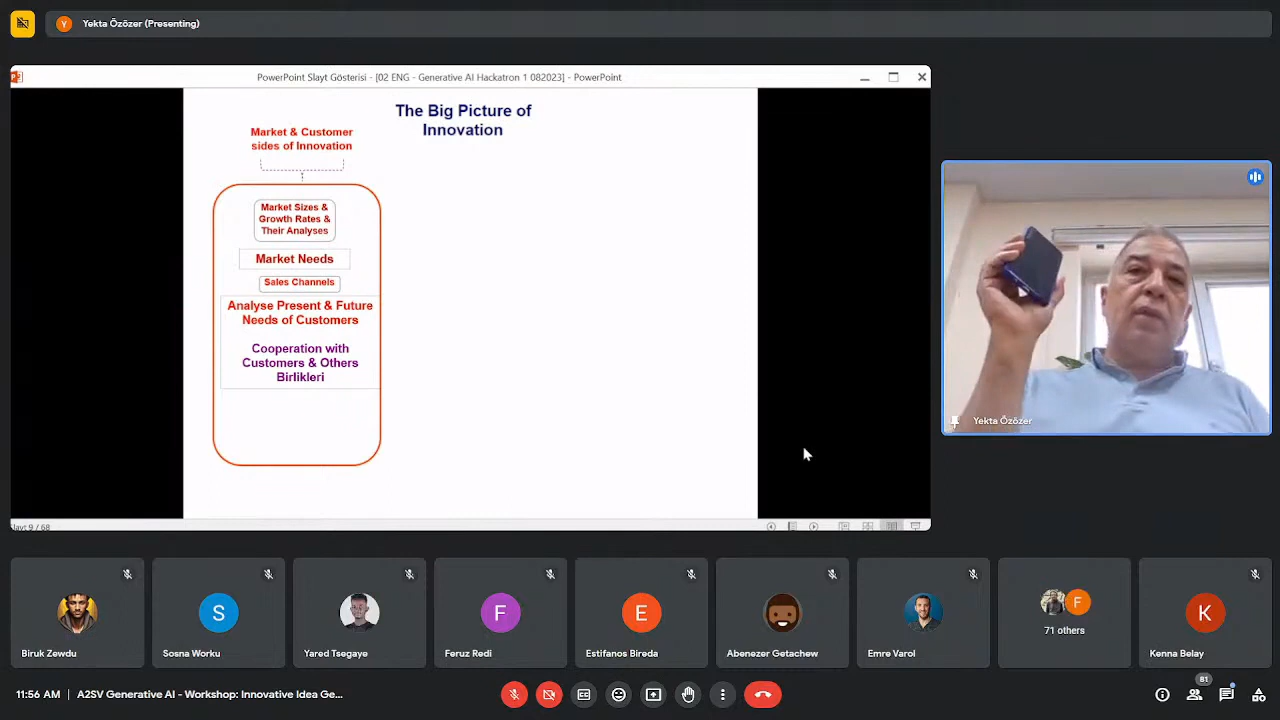 Y
Yekta Özözer (Presenting)
PowerPoint Slayt Gösterisi - [02 ENG - Generative AI Hackatron 1 082023] - PowerPoint
The Big Picture of
Innovation
Market & Customer
sides of Innovation
Market Sizes &
Growth Rates &
Their Analyses
Market Needs
Sales Channels
Analyse Present & Future
Needs of Customers
Cooperation with
Customers & Others
Birlikleri
layt 9 / 68
Yekta Özözer
Biruk Zewdu
S
Sosna Worku
Yared Tsegaye
F
Feruz Redi
E
Estifanos Bireda
Abenezer Getachew
Emre Varol
F
71 others
K
Kenna Belay
11:56 AM | A2SV Generative AI - Workshop: Innovative Idea Ge...
81